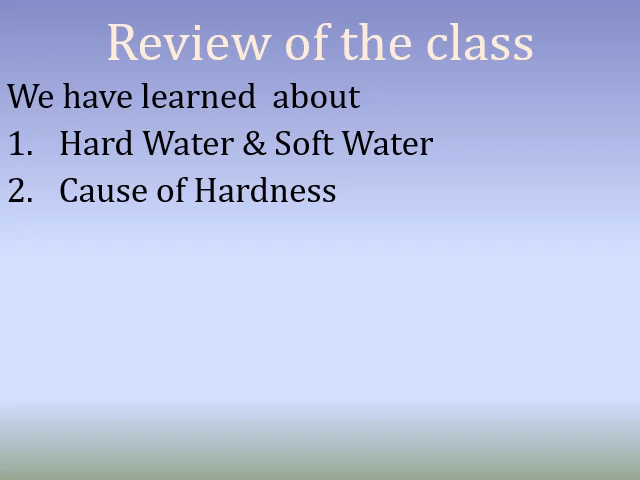 Review of the class
We have learned  about
1. Hard Water & Soft Water
2. Cause of Hardness